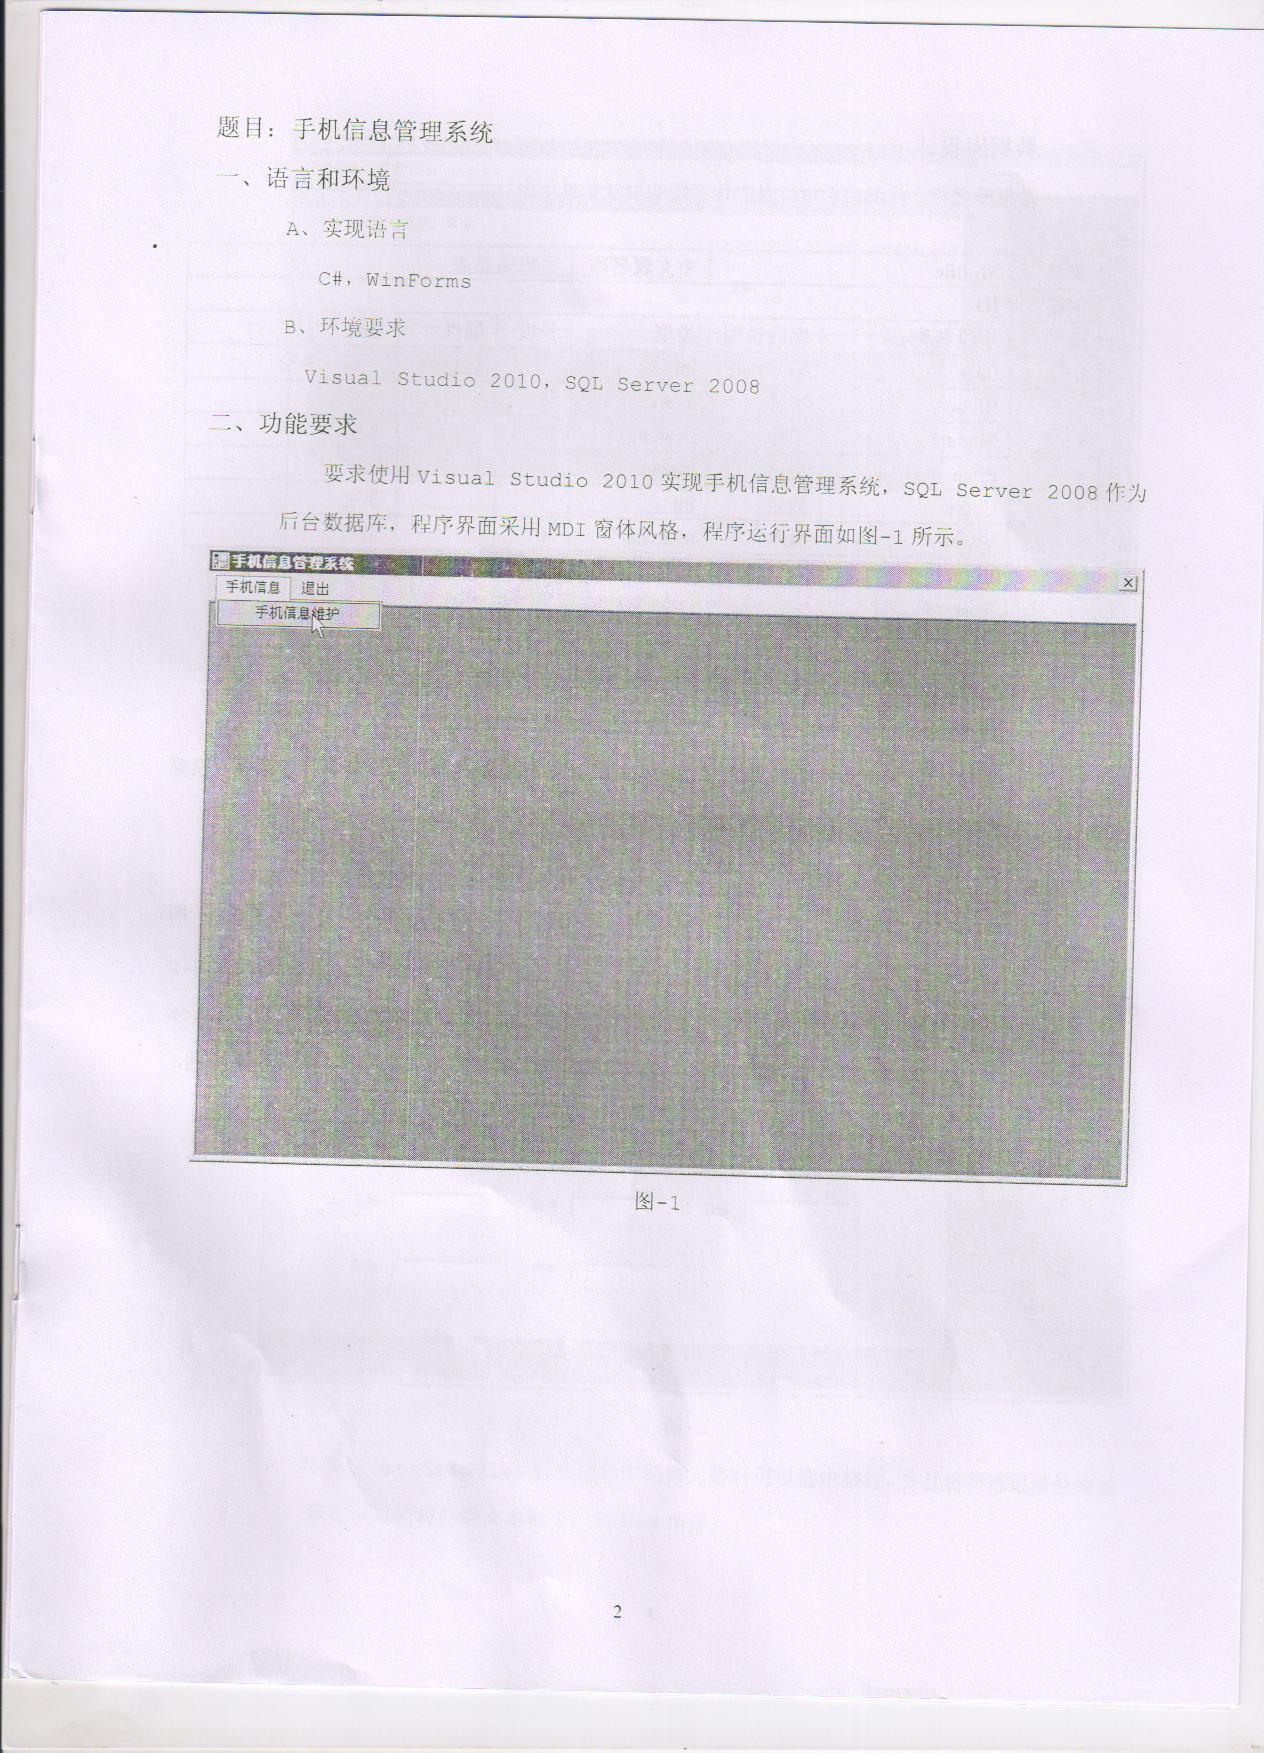 题目：手机信息管理系统
一、语言和环境
A、实现语言
C#，WinForms
B、环境要求
Visual Studio 2010，SQL Server 2008
二、功能要求
要求使用 Visual Studio 2010 实现手机信息管理系统，SQL Server 2008 作为
后台数据库，程序界面采用 MDI 窗体风格，程序运行界面如图-1 所示。
手机信息管理系统
手机信息 退出
手机信息维护
图-1
2